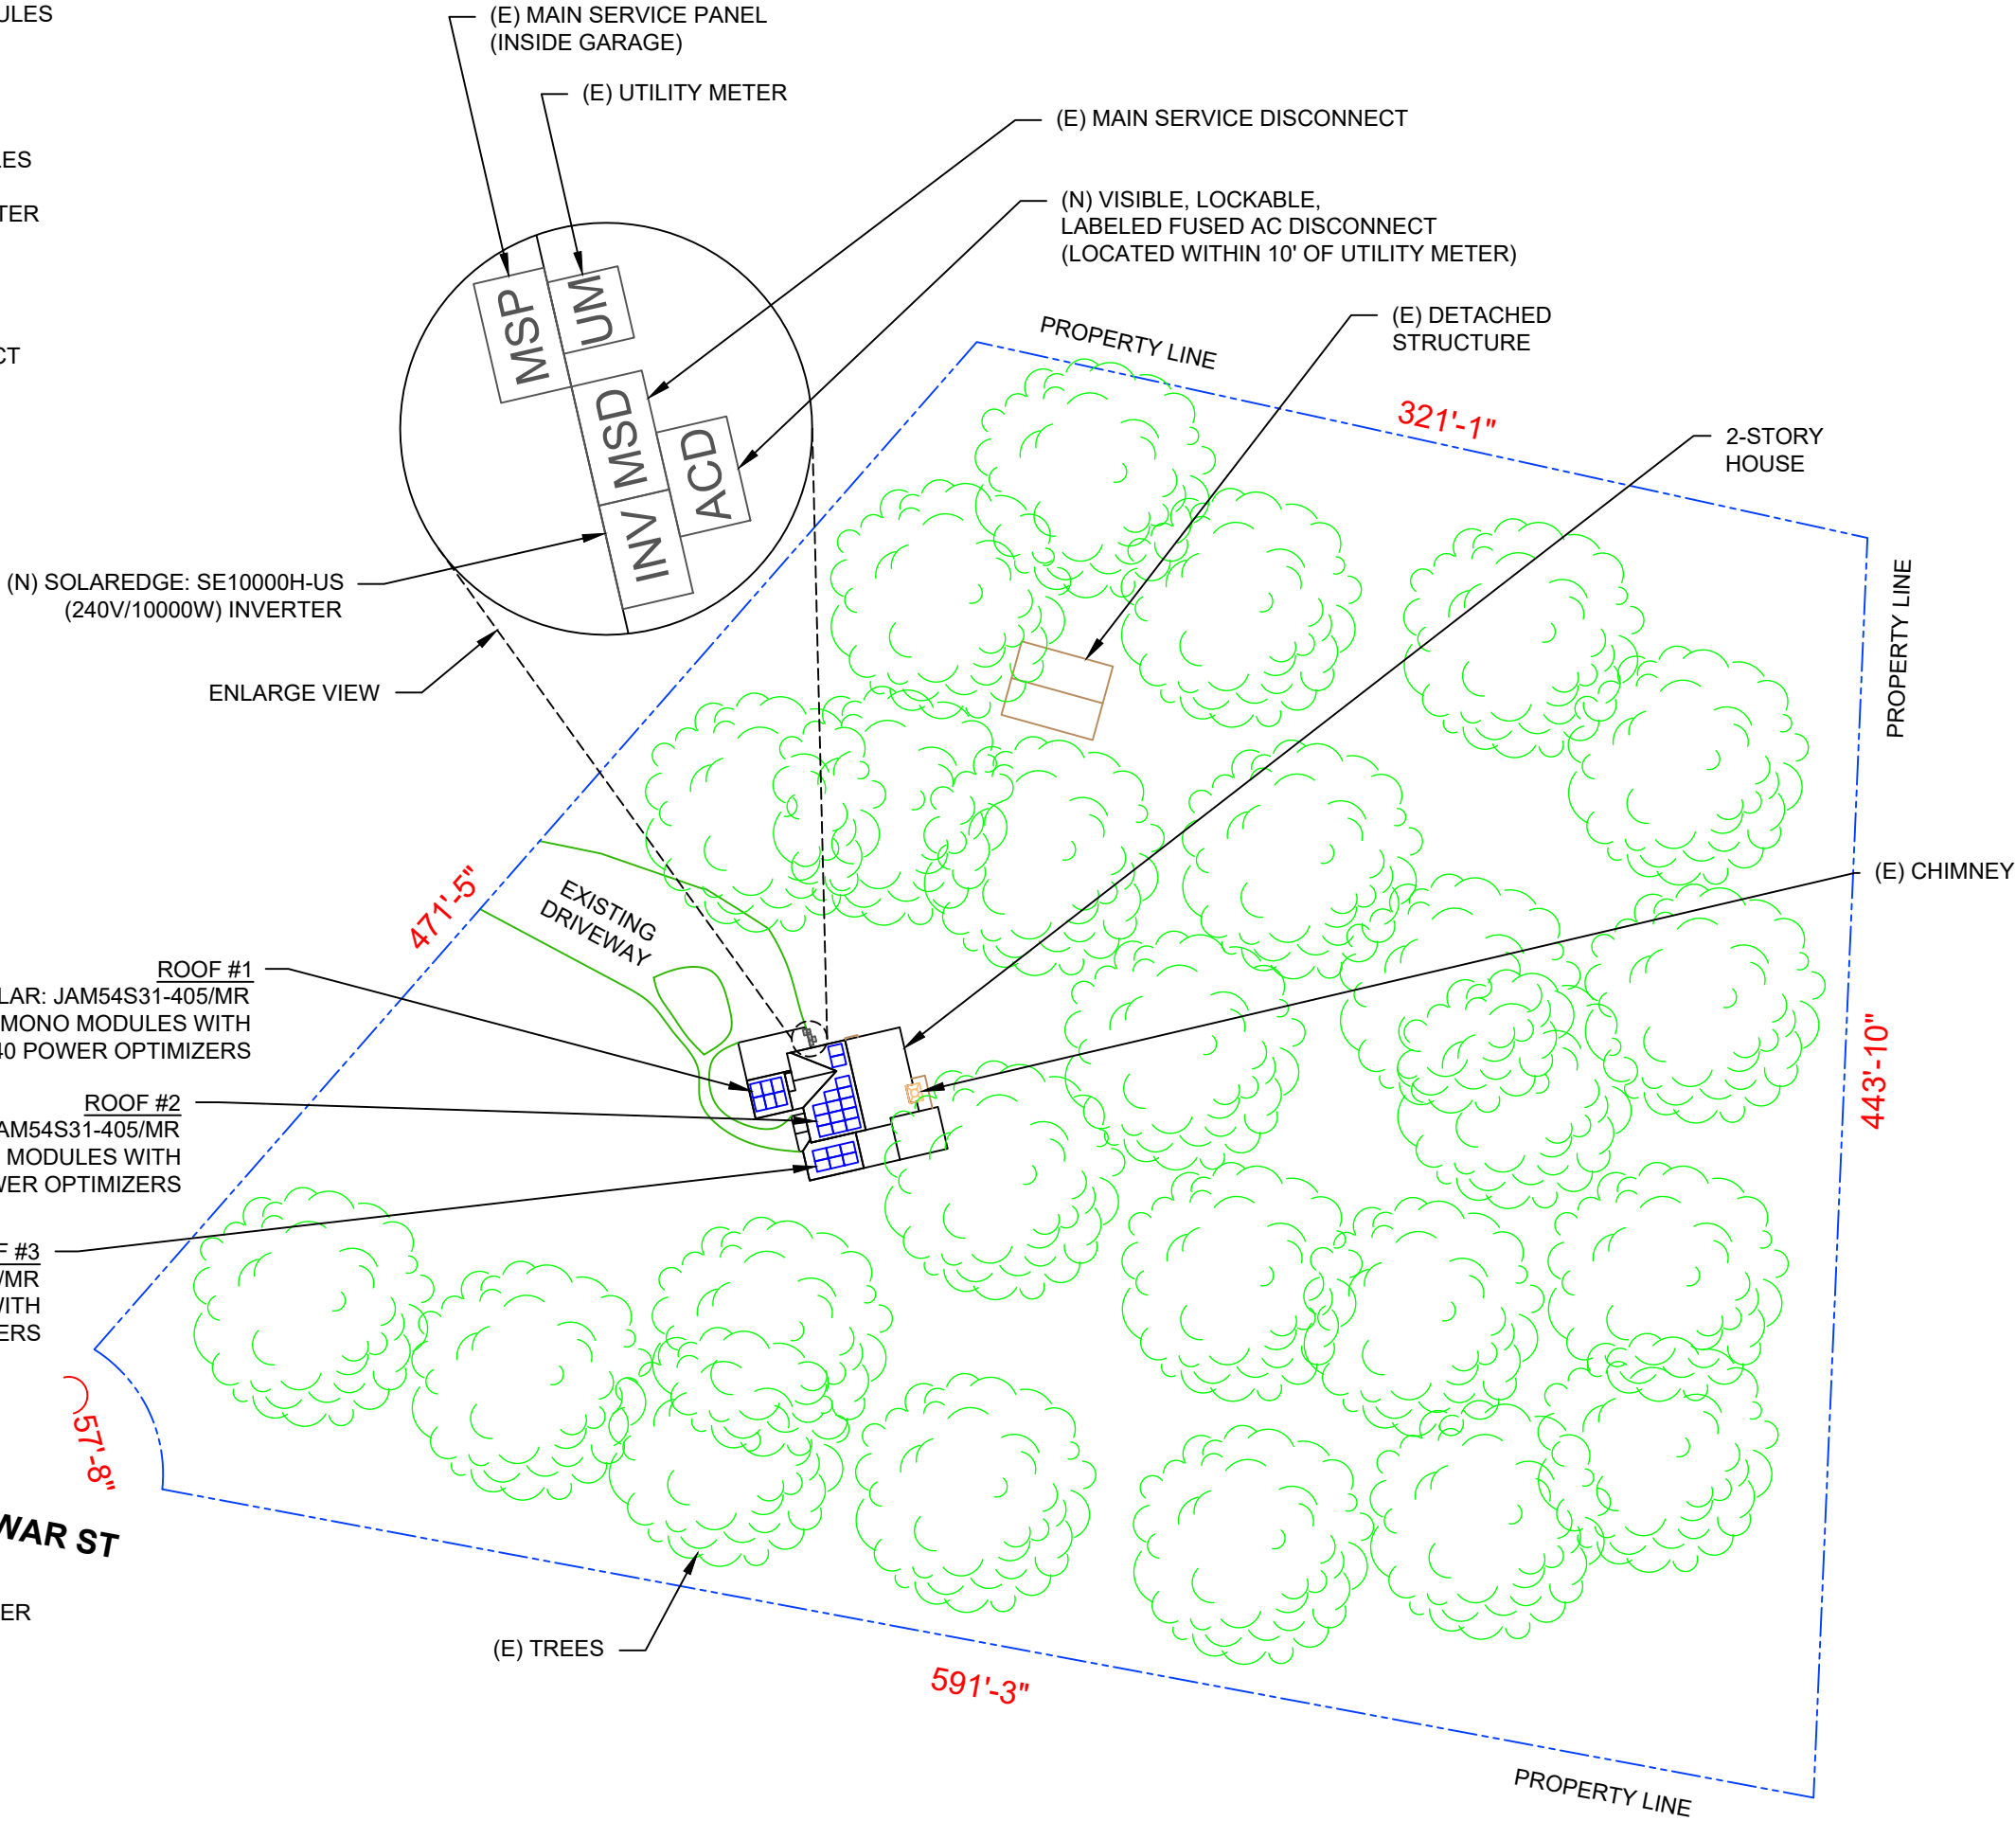 ULES
(E) MAIN SERVICE PANEL
(INSIDE GARAGE)
(E) UTILITY METER
(E) MAIN SERVICE DISCONNECT
LES
TER
(N) VISIBLE, LOCKABLE,
LABELED FUSED AC DISCONNECT
(LOCATED WITHIN 10' OF UTILITY METER)
MSP
UM
MSD
ACD
INV
CT
PROPERTY LINE
(E) DETACHED
STRUCTURE
321'-1"
2-STORY
HOUSE
(N) SOLAREDGE: SE10000H-US
(240V/10000W) INVERTER
ENLARGE VIEW
PROPERTY LINE
(E) CHIMNEY
471'-5"
EXISTING
DRIVEWAY
ROOF #1
LAR: JAM54S31-405/MR
MONO MODULES WITH
40 POWER OPTIMIZERS
443'-10"
ROOF #2
AM54S31-405/MR
MODULES WITH
WER OPTIMIZERS
F #3
/MR
WITH
ERS
57'-8"
WAR ST
ER
(E) TREES
591'-3"
PROPERTY LINE